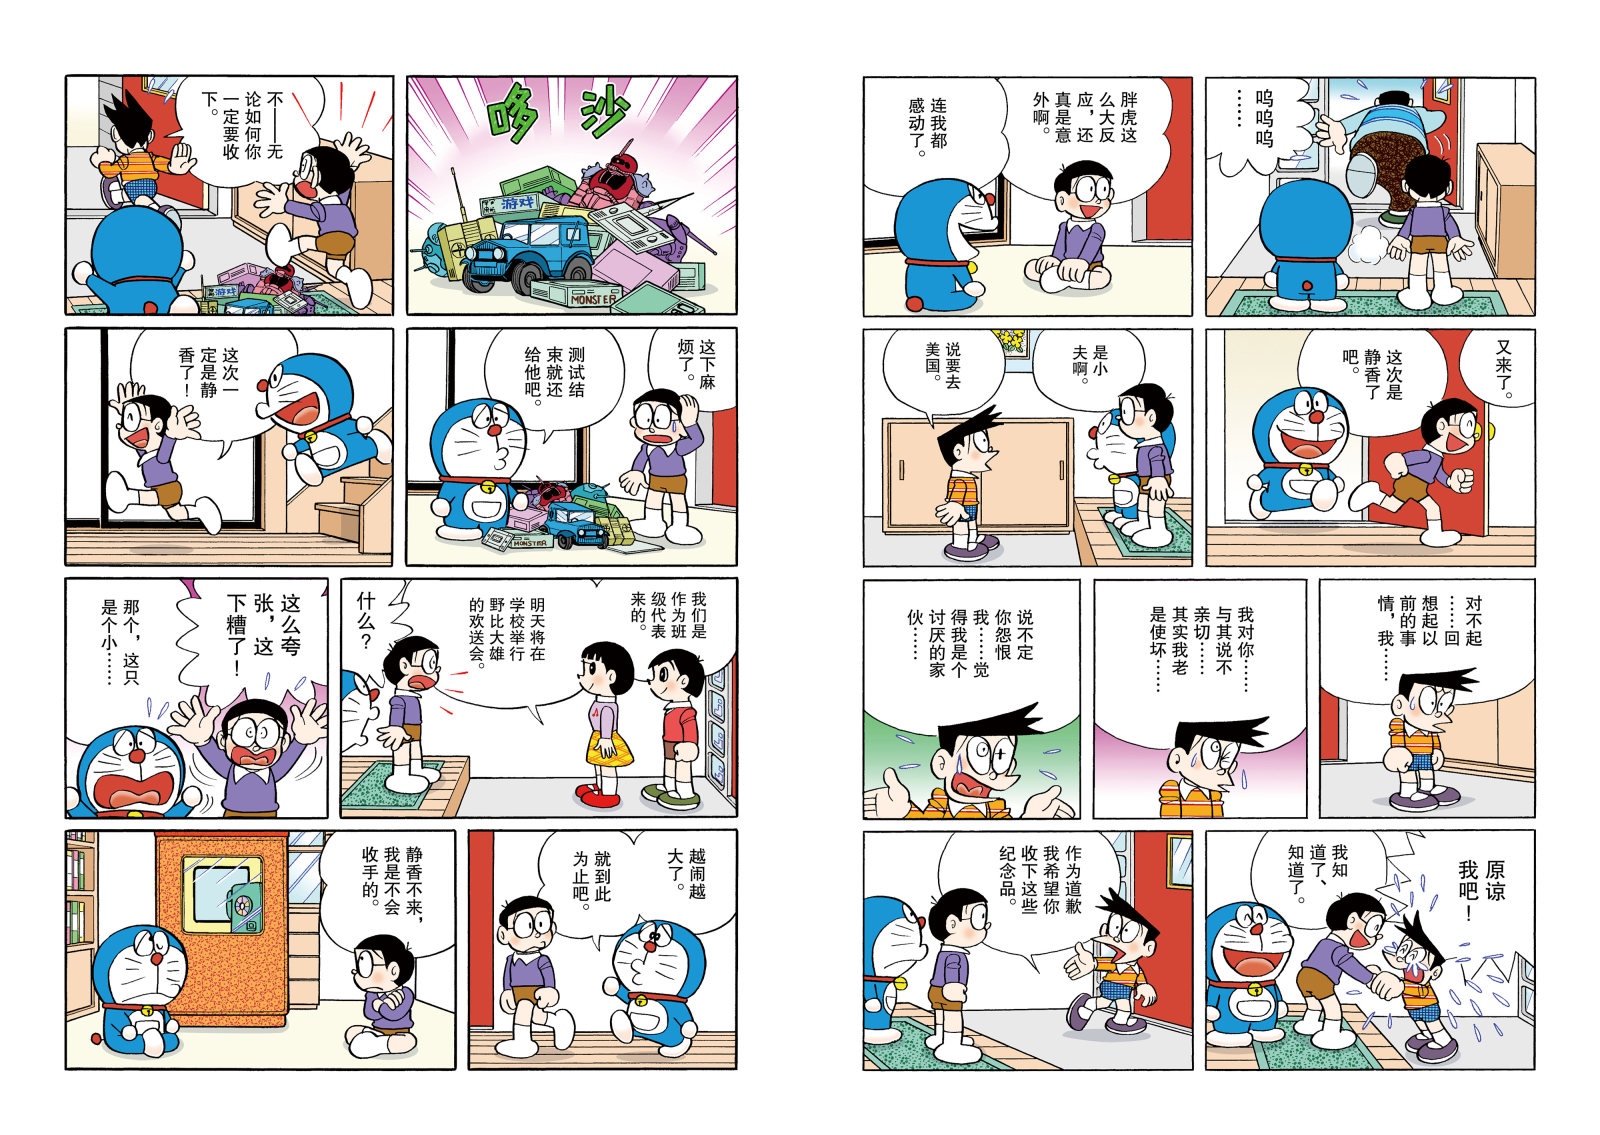 呜呜呜
……
胖虎这
么大反
应,还
真是意
外啊。
连我都
感动了。
又来了。
这次是
静香了
吧。
是小
夫啊。
说要去
美国。
对不起
……回
想起以
前的事
情,我……
我对你……
与其说不
亲切……
其实我老
是使坏……
说不定
你怨恨
我……觉
得我是个
讨厌的家
伙……
原谅
我吧!
我知
道了、
知道了。
作为道歉
我希望你
收下这些
纪念品。
哆沙
游戏
MONSTER
不——无
论如何你
一定要收
下。
游戏
这下麻
烦了。
测试结
束就还
给他吧。
MONSTER
这次一
定是静
香了!
我们是
作为班
级代表
来的。
明天将在
学校举行
野比大雄
的欢送会。
什么?
这么夸
张,这
下糟了!
那个,这只
是个小……
越闹越
大了。
就到此
为止吧。
静香不来,
我是不会
收手的。